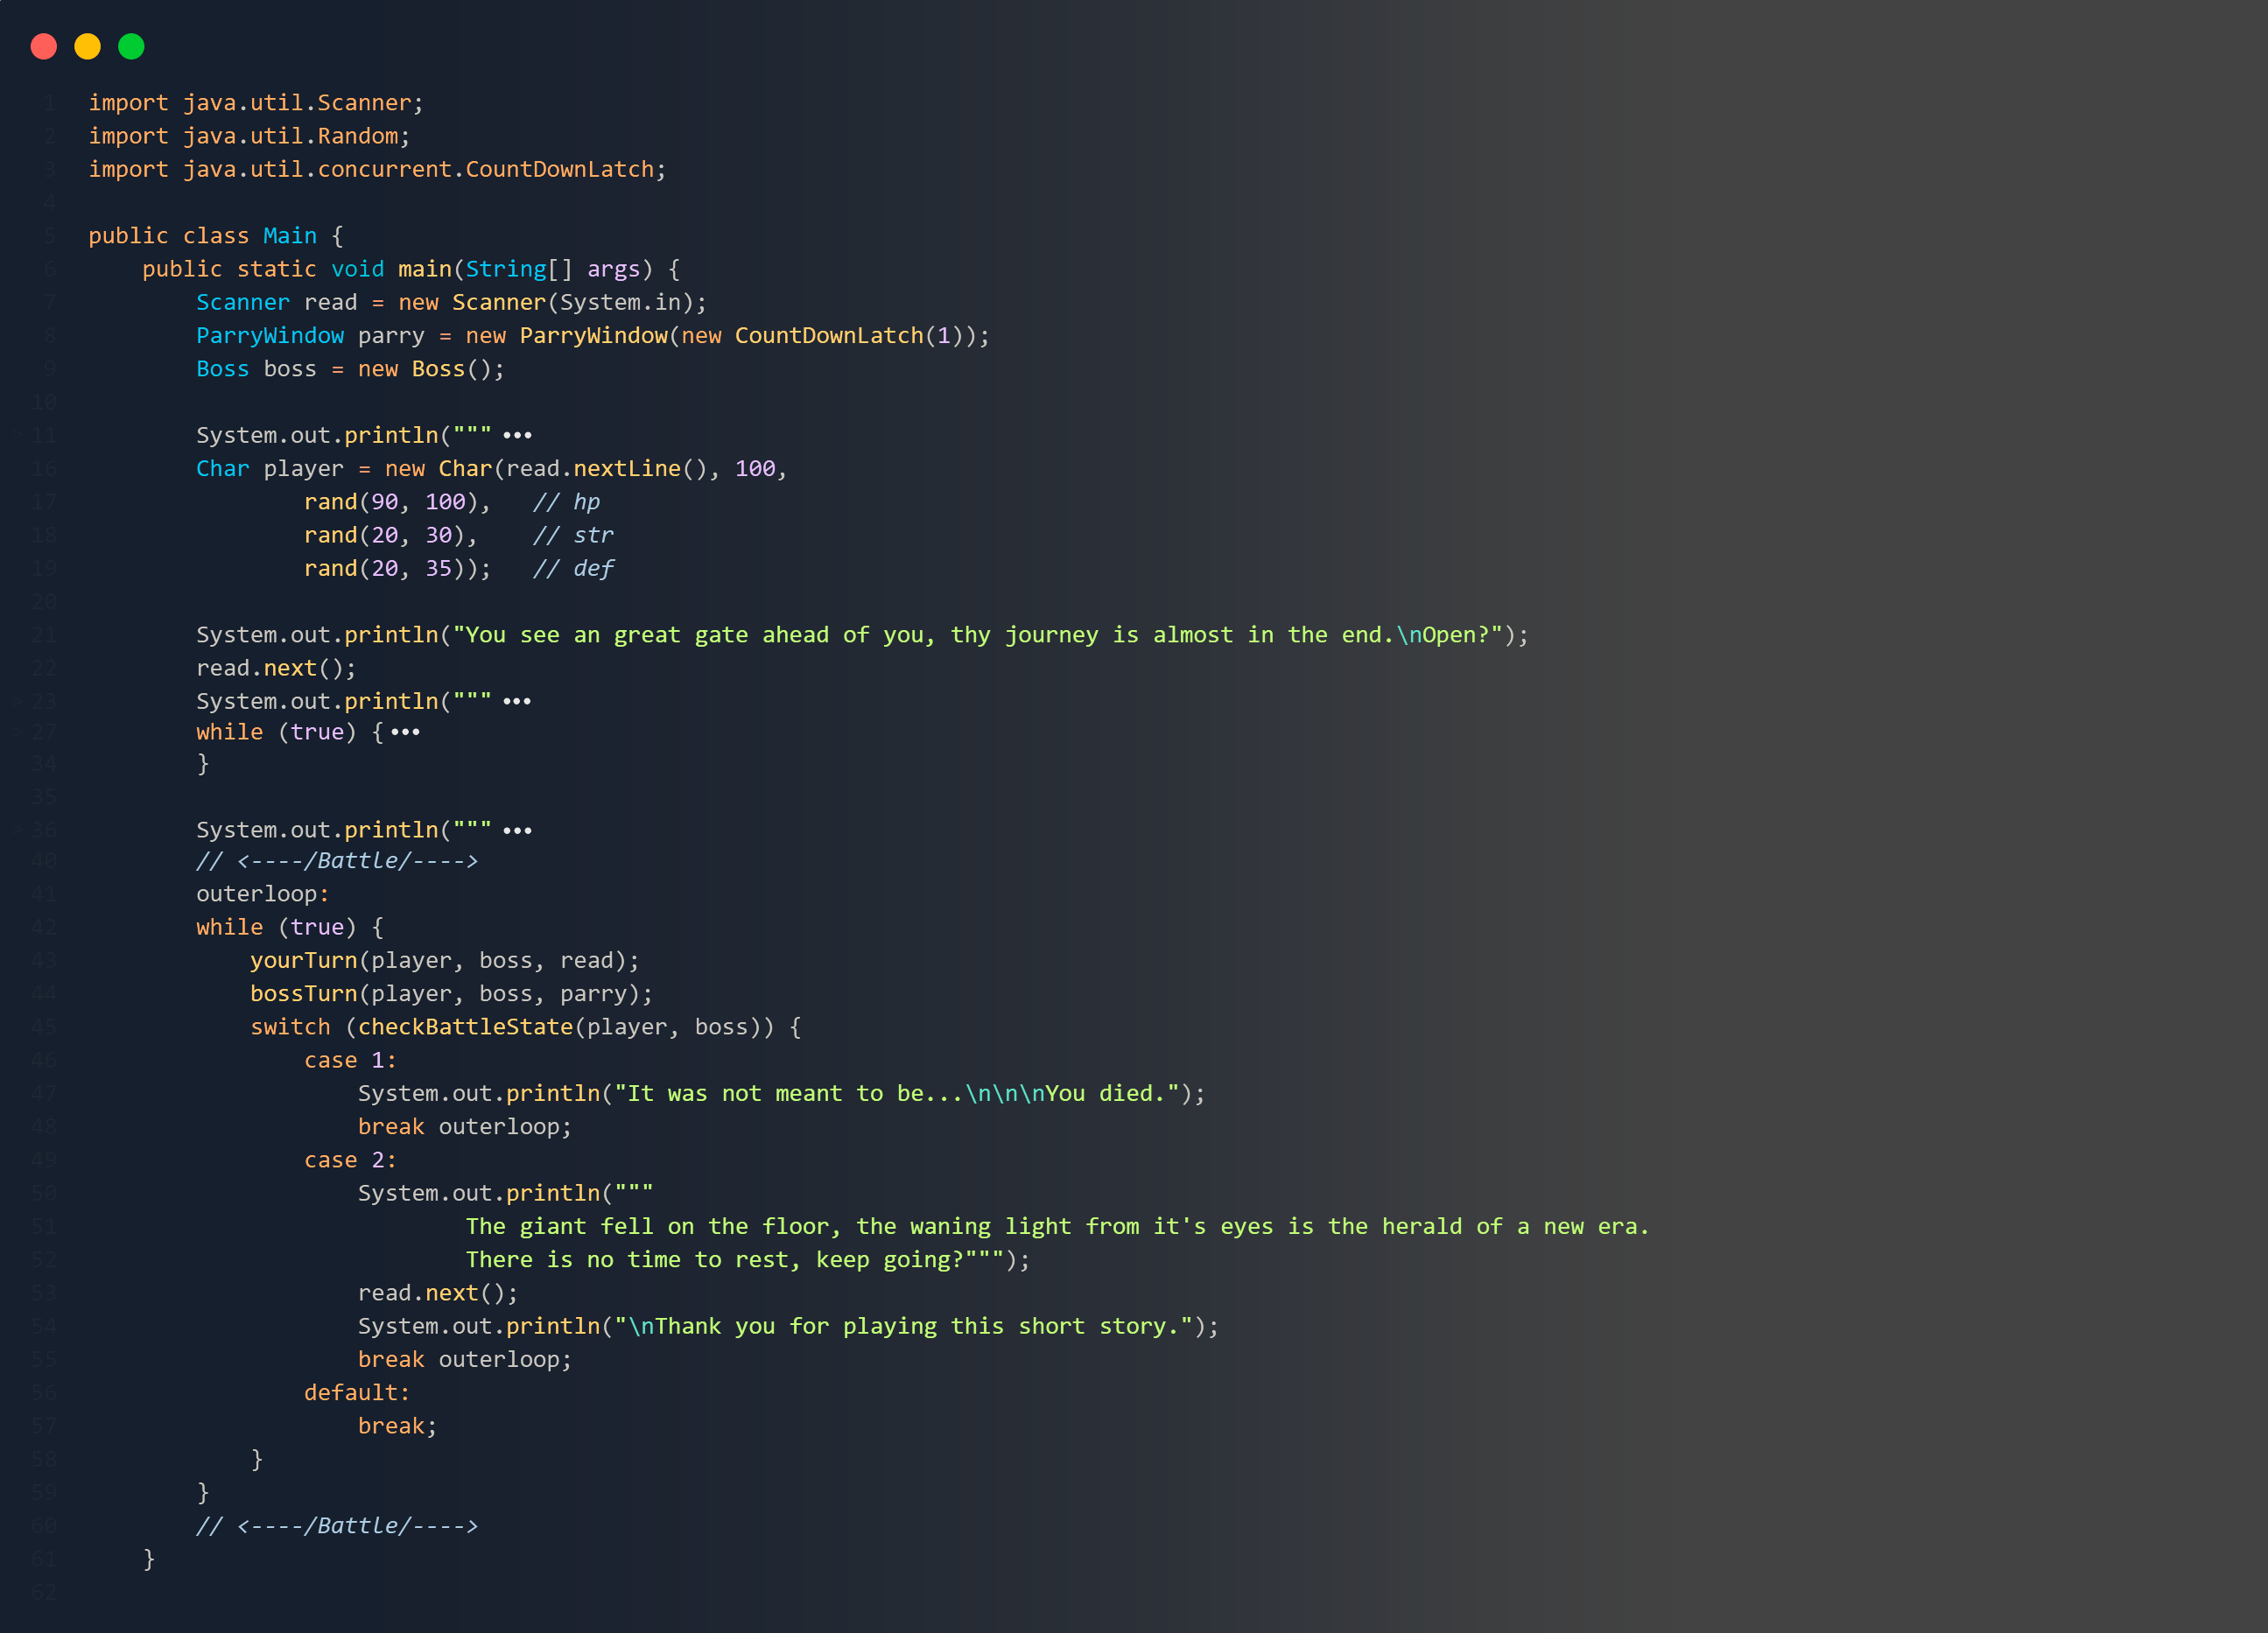 1 import java.util.Scanner;
2 import java.util.Random;
3 import java.util.concurrent.CountDownLatch;
4
5 public class Main {
6     public static void main(String[] args) {
7         Scanner read = new Scanner(System.in);
8         ParryWindow parry = new ParryWindow(new CountDownLatch(1));
9         Boss boss = new Boss();
10
> 11         System.out.println(""" •••
16         Char player = new Char(read.nextLine(), 100,
17                 rand(90, 100),   // hp
18                 rand(20, 30),    // str
19                 rand(20, 35));   // def
20
21         System.out.println("You see an great gate ahead of you, thy journey is almost in the end.\nOpen?");
22         read.next();
> 23         System.out.println(""" •••
> 27         while (true) { •••
34         }
35
> 36         System.out.println(""" •••
40         // <----/Battle/---->
41         outerloop:
42         while (true) {
43             yourTurn(player, boss, read);
44             bossTurn(player, boss, parry);
45             switch (checkBattleState(player, boss)) {
46                 case 1:
47                     System.out.println("It was not meant to be...\n\n\nYou died.");
48                     break outerloop;
49                 case 2:
50                     System.out.println("""
51                             The giant fell on the floor, the waning light from it's eyes is the herald of a new era.
52                             There is no time to rest, keep going?""");
53                     read.next();
54                     System.out.println("\nThank you for playing this short story.");
55                     break outerloop;
56                 default:
57                     break;
58             }
59         }
60         // <----/Battle/---->
61     }
62